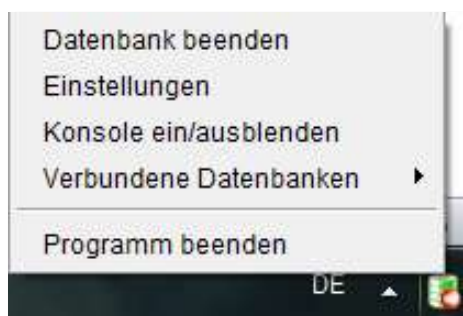 Datenbank beenden
Einstellungen
Konsole ein/ausblenden
Verbundene Datenbanken
Programm beenden
DE